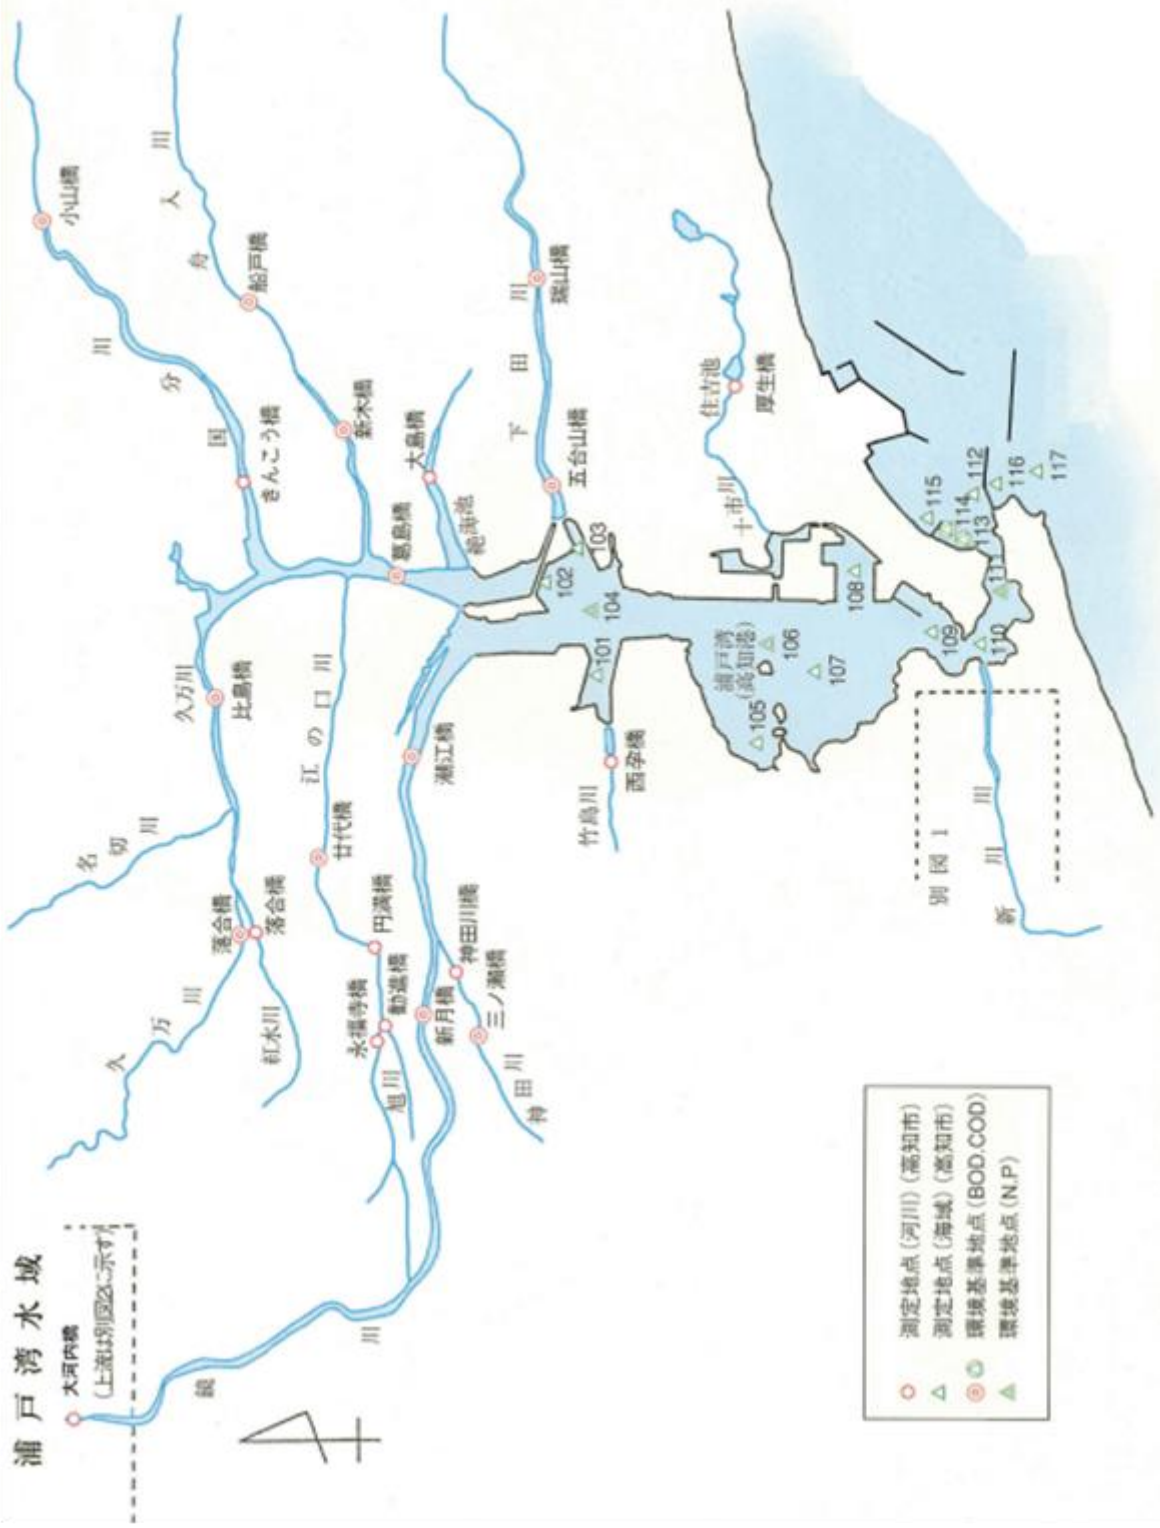 浦戸湾水域
大河内橋
(上流は別図2に示す)
鏡川
久万川
紅水川
落合橋
落合橋
名切川
久万川
比島橋
国分川
小山橋
きんこう橋
舟入川
船戸橋
新木橋
葛島橋
大島橋
絶海池
江の口川
廿代橋
円満橋
勧進橋
永福寺橋
旭川
新月橋
潮江橋
神田川橋
三ノ瀬橋
神田川
下田川
瑞山橋
五台山橋
竹島川
西孕橋
十市川
住吉池
厚生橋
浦戸湾
(高知港)
101
102
103
104
105
106
107
108
109
110
111
112
113
114
115
116
117
別図1
新川川
測定地点(河川)(高知市)
測定地点(海域)(高知市)
環境基準地点(BOD.COD)
環境基準地点(N.P)